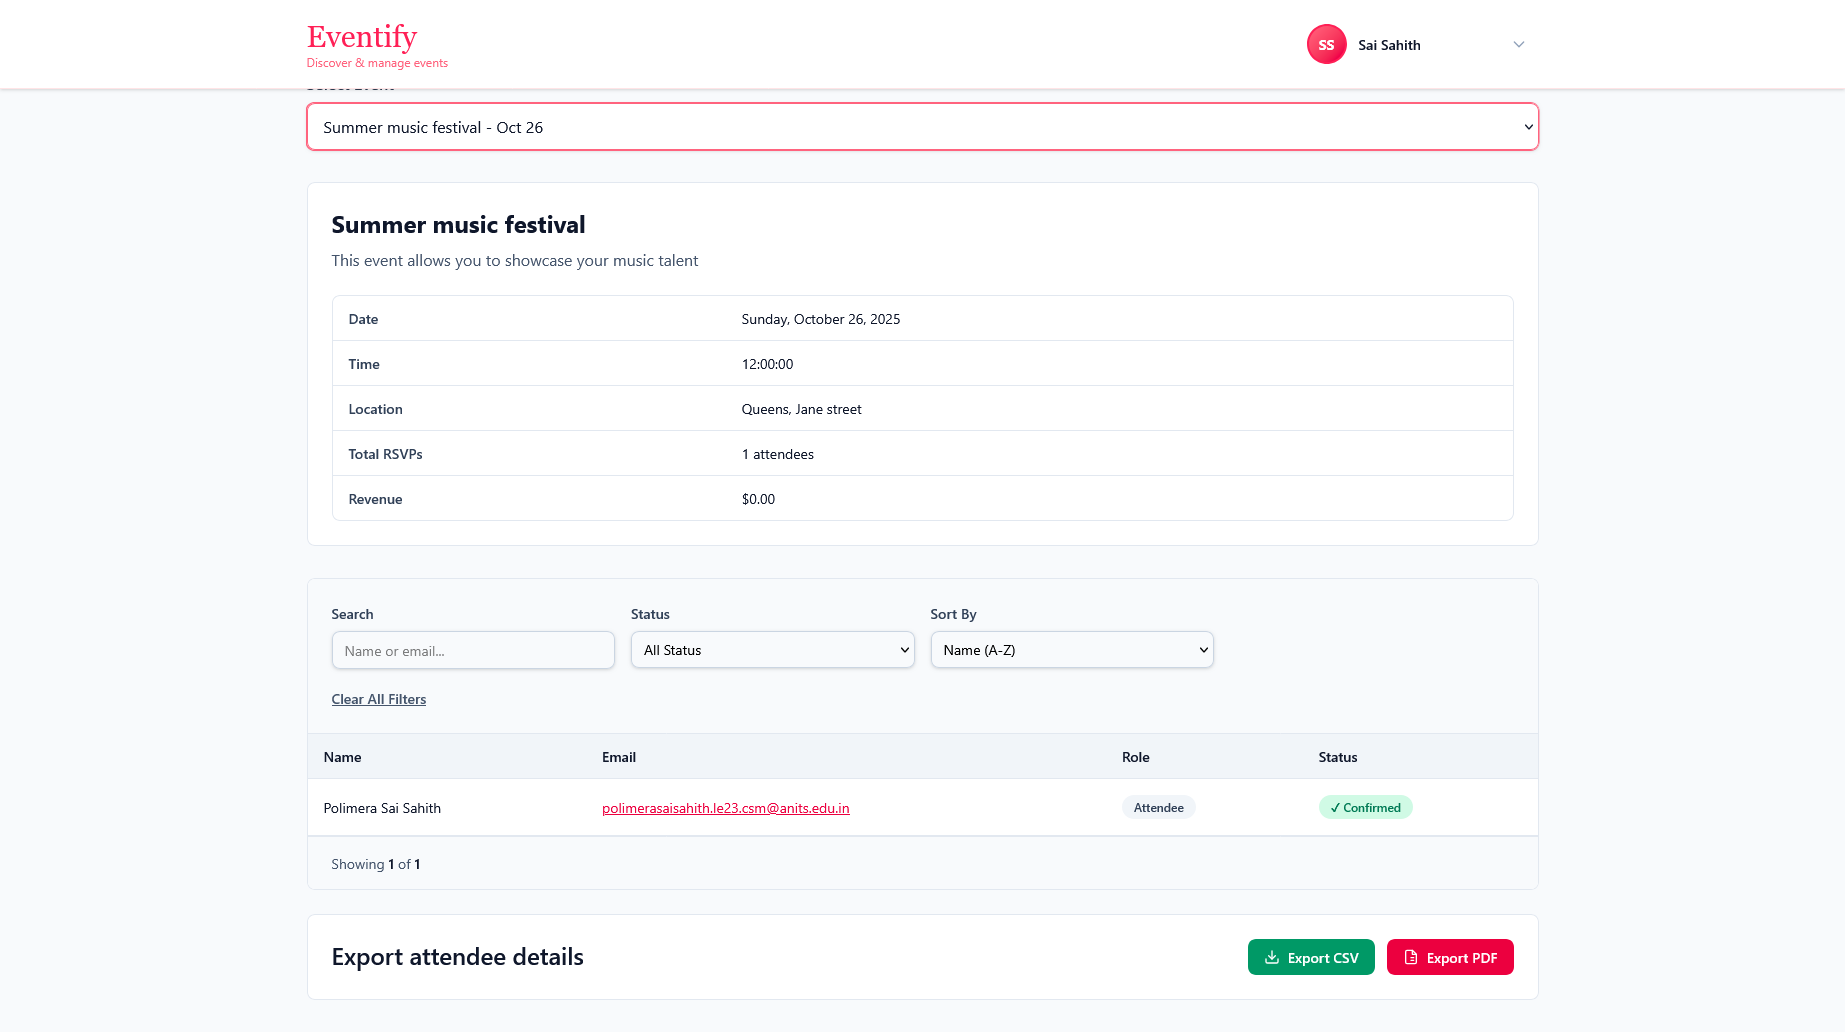 Eventify
Discover & manage events
SS Sai Sahith
Select Event
Summer music festival - Oct 26
Summer music festival
This event allows you to showcase your music talent
Date Sunday, October 26, 2025
Time 12:00:00
Location Queens, Jane street
Total RSVPs 1 attendees
Revenue $0.00
Search Status Sort By
Name or email... All Status Name (A-Z)
Clear All Filters
Name Email Role Status
Polimera Sai Sahith polimerasaisahith.le23.csm@anits.edu.in Attendee ✓ Confirmed
Showing 1 of 1
Export attendee details Export CSV Export PDF